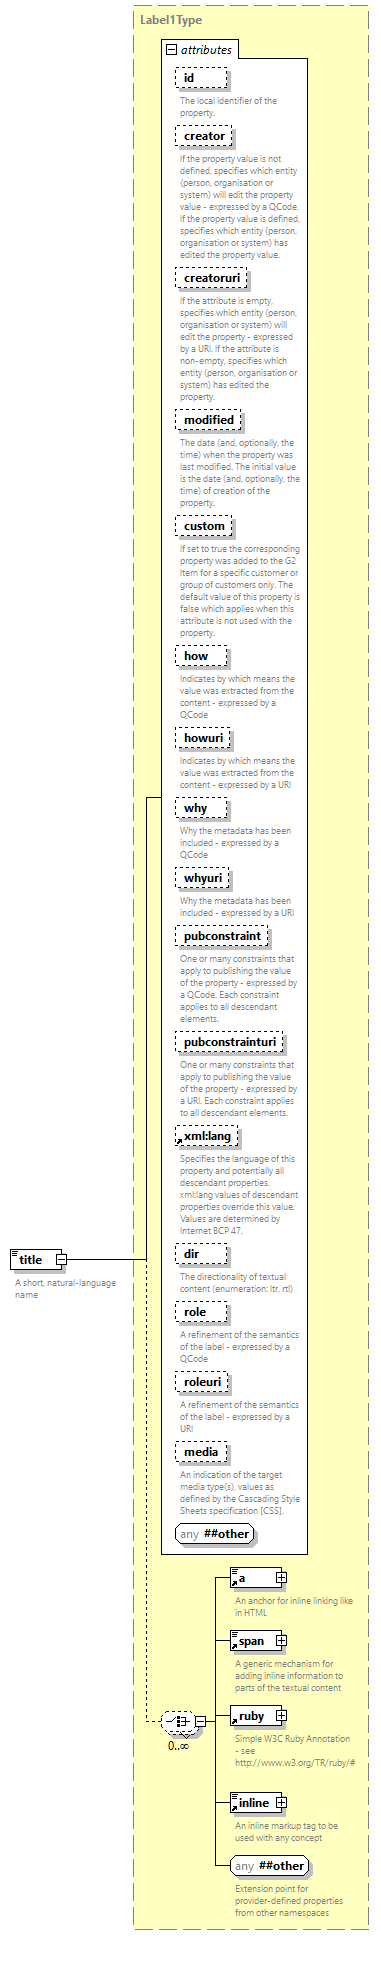 Label1Type
attributes
id
The local identifier of the
property.
creator
If the property value is not
defined, specifies which entity
(person, organisation or
system) will edit the property
value - expressed by a QCode.
If the property value is defined,
specifies which entity (person,
organisation or system) has
edited the property value.
creatoruri
If the attribute is empty,
specifies which entity (person,
organisation or system) will
edit the property - expressed
by a URI. If the attribute is
non-empty, specifies which
entity (person, organisation or
system) has edited the
property.
modified
The date (and, optionally, the
time) when the property was
last modified. The initial value
is the date (and, optionally, the
time) of creation of the
property.
custom
If set to true the corresponding
property was added to the G2
Item for a specific customer or
group of customers only. The
default value of this property is
false which applies when this
attribute is not used with the
property.
how
Indicates by which means the
value was extracted from the
content - expressed by a
QCode
howuri
Indicates by which means the
value was extracted from the
content - expressed by a URI
why
Why the metadata has been
included - expressed by a
QCode
whyuri
Why the metadata has been
included - expressed by a URI
pubconstraint
One or many constraints that
apply to publishing the value
of the property - expressed by
a QCode. Each constraint
applies to all descendant
elements.
pubconstrainturi
One or many constraints that
apply to publishing the value
of the property - expressed by
a URI. Each constraint applies
to all descendant elements.
xml:lang
Specifies the language of this
property and potentially all
descendant properties.
xml:lang values of descendant
properties override this value.
Values are determined by
Internet BCP 47.
title
A short, natural-language
name
dir
The directionality of textual
content (enumeration: ltr, rtl)
role
A refinement of the semantics
of the label - expressed by a
QCode
roleuri
A refinement of the semantics
of the label - expressed by a
URI
media
An indication of the target
media type(s), values as
defined by the Cascading Style
Sheets specification [CSS].
any ##other
a
An anchor for inline linking like
in HTML
span
A generic mechanism for
adding inline information to
parts of the textual content
0..∞
ruby
Simple W3C Ruby Annotation
- see
http://www.w3.org/TR/ruby/#
inline
An inline markup tag to be
used with any concept
any ##other
Extension point for
provider-defined properties
from other namespaces